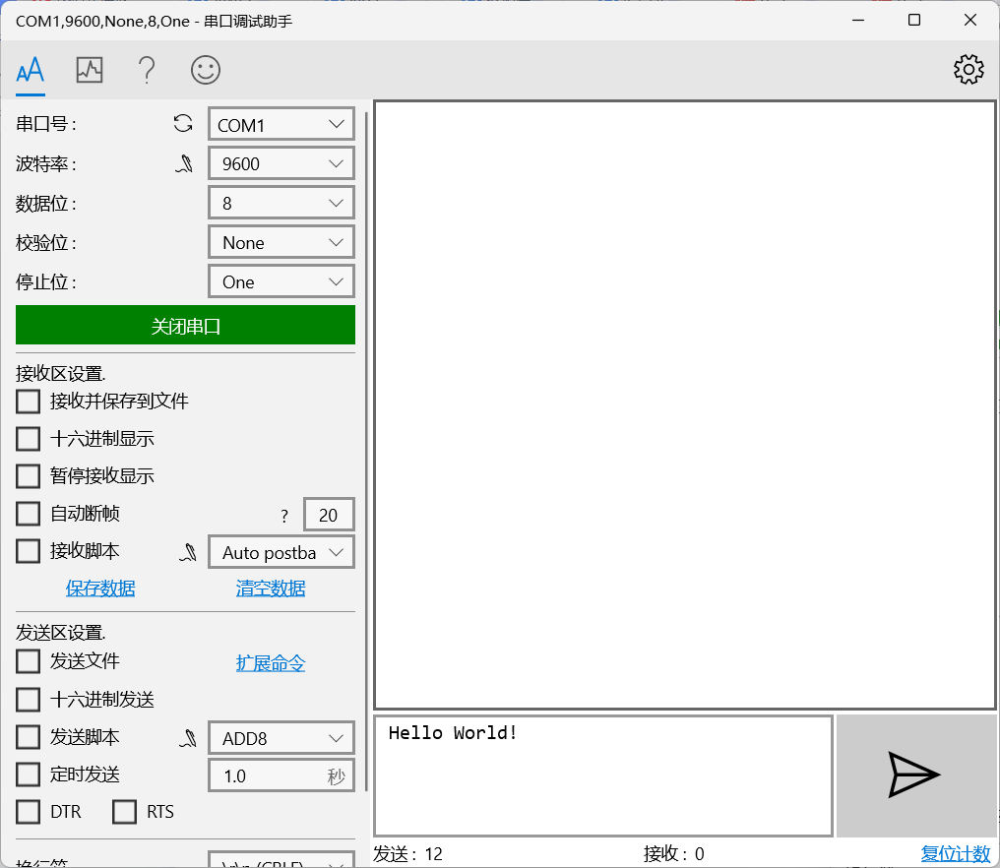 COM1,9600,None,8,One - 串口调试助手
串口号 : COM1
波特率 : 9600
数据位 : 8
校验位 : None
停止位 : One
关闭串口
接收区设置.
接收并保存到文件
十六进制显示
暂停接收显示
自动断帧 ? 20
接收脚本 Auto postba
保存数据 清空数据
发送区设置.
发送文件 扩展命令
十六进制发送
发送脚本 ADD8
定时发送 1.0 秒
DTR RTS
换行符 \r\n (CRLF)
Hello World!
发送 : 12 接收 : 0 复位计数